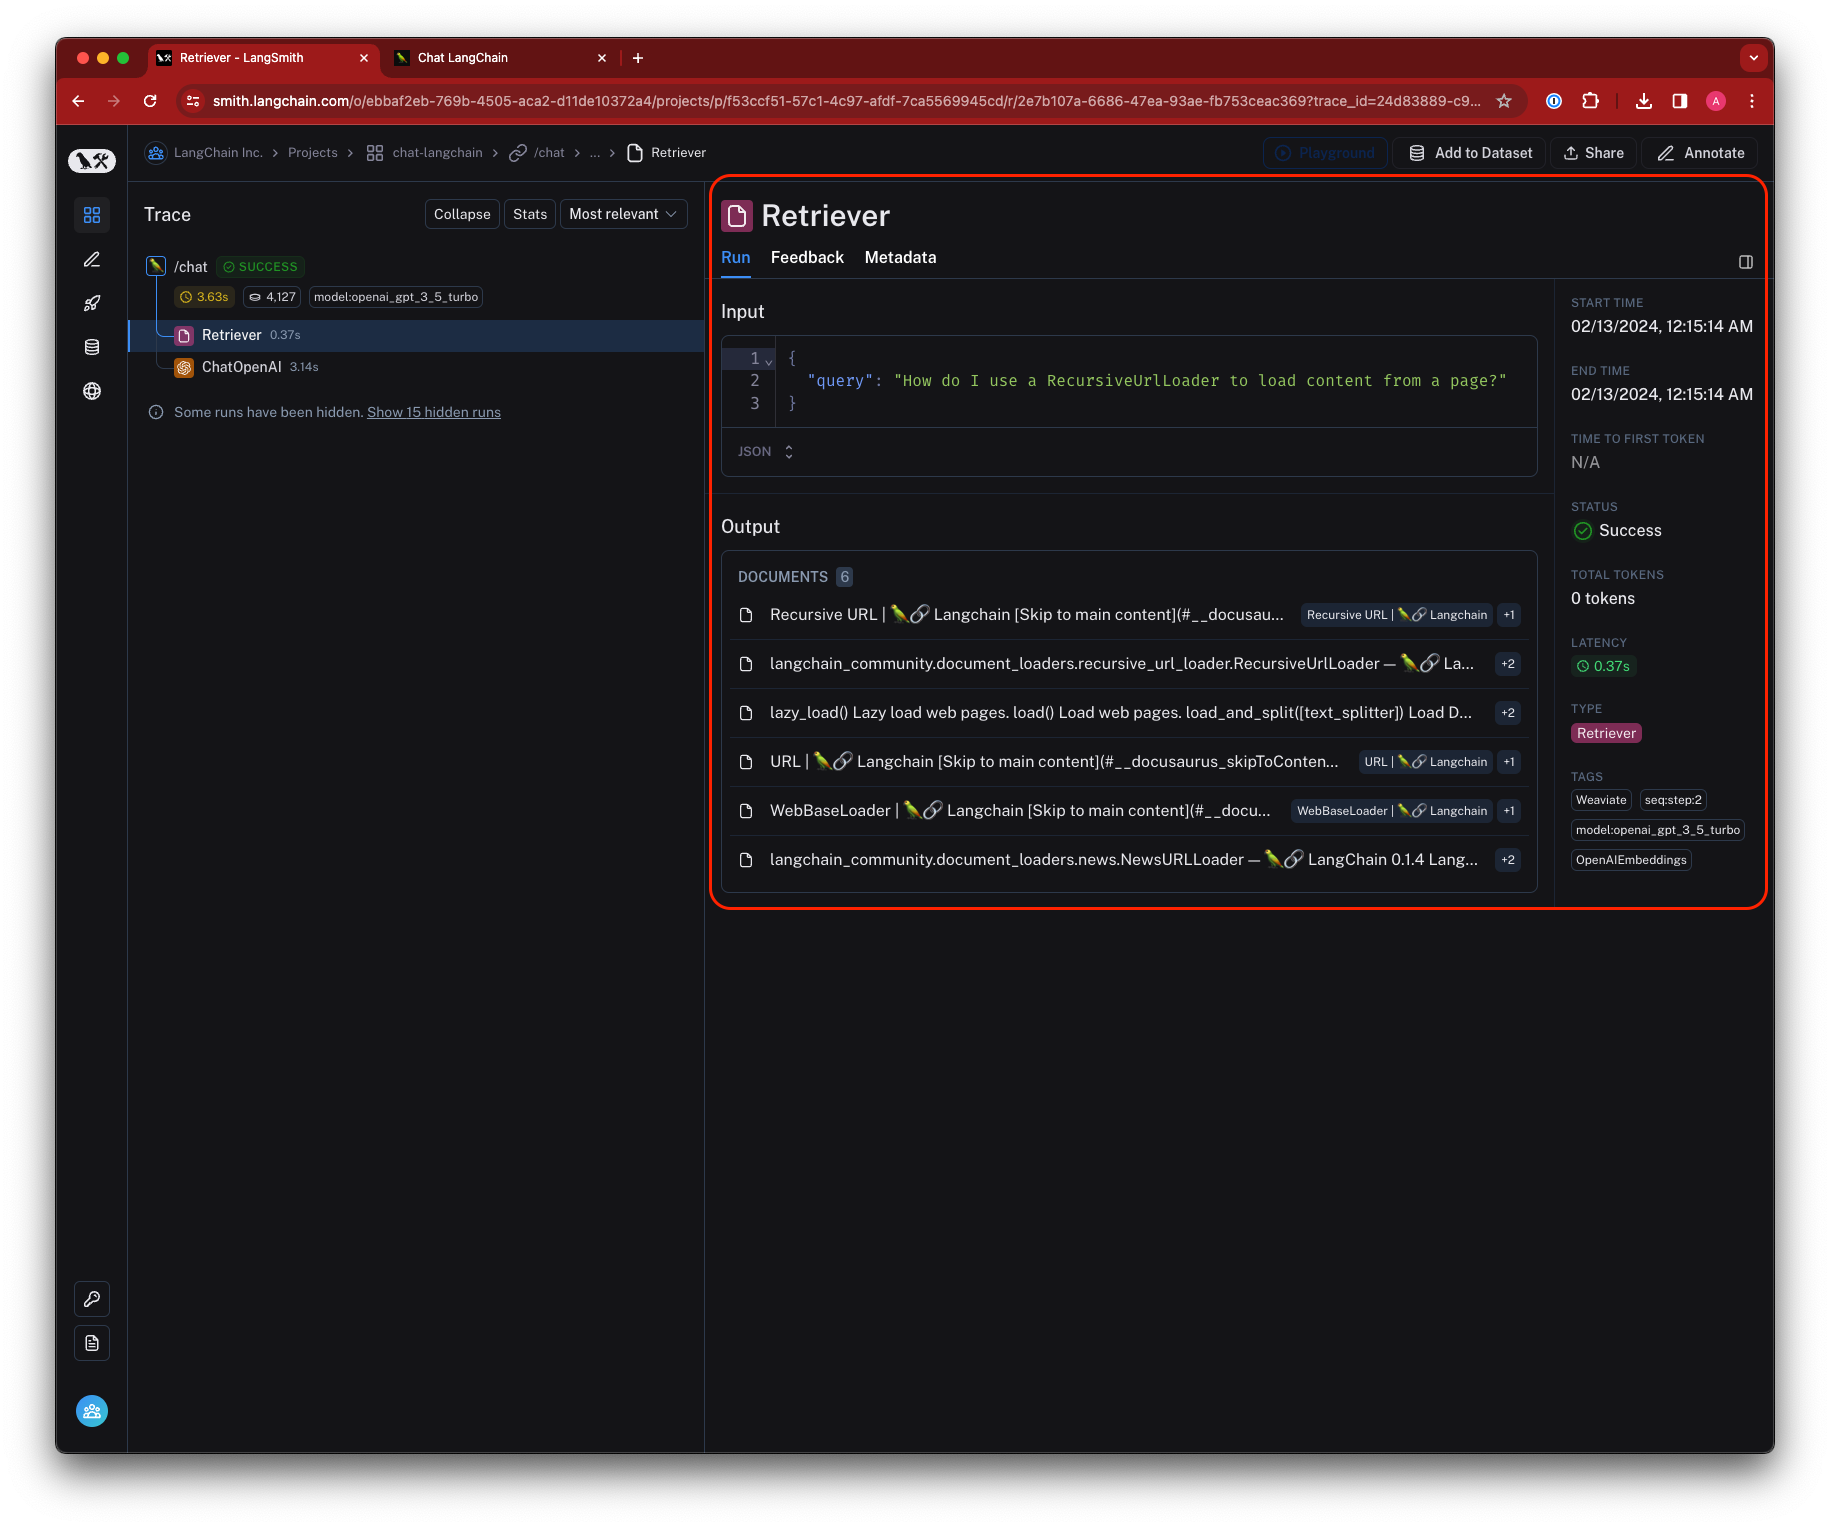 Retriever - LangSmith
Chat LangChain
smith.langchain.com/o/ebbaf2eb-769b-4505-aca2-d11de10372a4/projects/p/f53ccf51-57c1-4c97-afdf-7ca5569945cd/r/2e7b107a-6686-47ea-93ae-fb753ceac369?trace_id=24d83889-c9...
A
LangChain Inc. > Projects > chat-langchain > /chat > ... > Retriever
Playground
Add to Dataset
Share
Annotate
Trace
Collapse
Stats
Most relevant
/chat SUCCESS
3.63s 4,127 model:openai_gpt_3_5_turbo
Retriever 0.37s
ChatOpenAI 3.14s
Some runs have been hidden. Show 15 hidden runs
Retriever
Run Feedback Metadata
Input
1 {
2 "query": "How do I use a RecursiveUrlLoader to load content from a page?"
3 }
JSON
Output
DOCUMENTS 6
Recursive URL | 🦜🔗 Langchain [Skip to main content](#__docusau... Recursive URL | 🦜🔗 Langchain +1
langchain_community.document_loaders.recursive_url_loader.RecursiveUrlLoader — 🦜🔗 La... +2
lazy_load() Lazy load web pages. load() Load web pages. load_and_split([text_splitter]) Load D... +2
URL | 🦜🔗 Langchain [Skip to main content](#__docusaurus_skipToConten... URL | 🦜🔗 Langchain +1
WebBaseLoader | 🦜🔗 Langchain [Skip to main content](#__docu... WebBaseLoader | 🦜🔗 Langchain +1
langchain_community.document_loaders.news.NewsURLLoader — 🦜🔗 LangChain 0.1.4 Lang... +2
START TIME
02/13/2024, 12:15:14 AM
END TIME
02/13/2024, 12:15:14 AM
TIME TO FIRST TOKEN
N/A
STATUS
Success
TOTAL TOKENS
0 tokens
LATENCY
0.37s
TYPE
Retriever
TAGS
Weaviate seq:step:2
model:openai_gpt_3_5_turbo
OpenAIEmbeddings